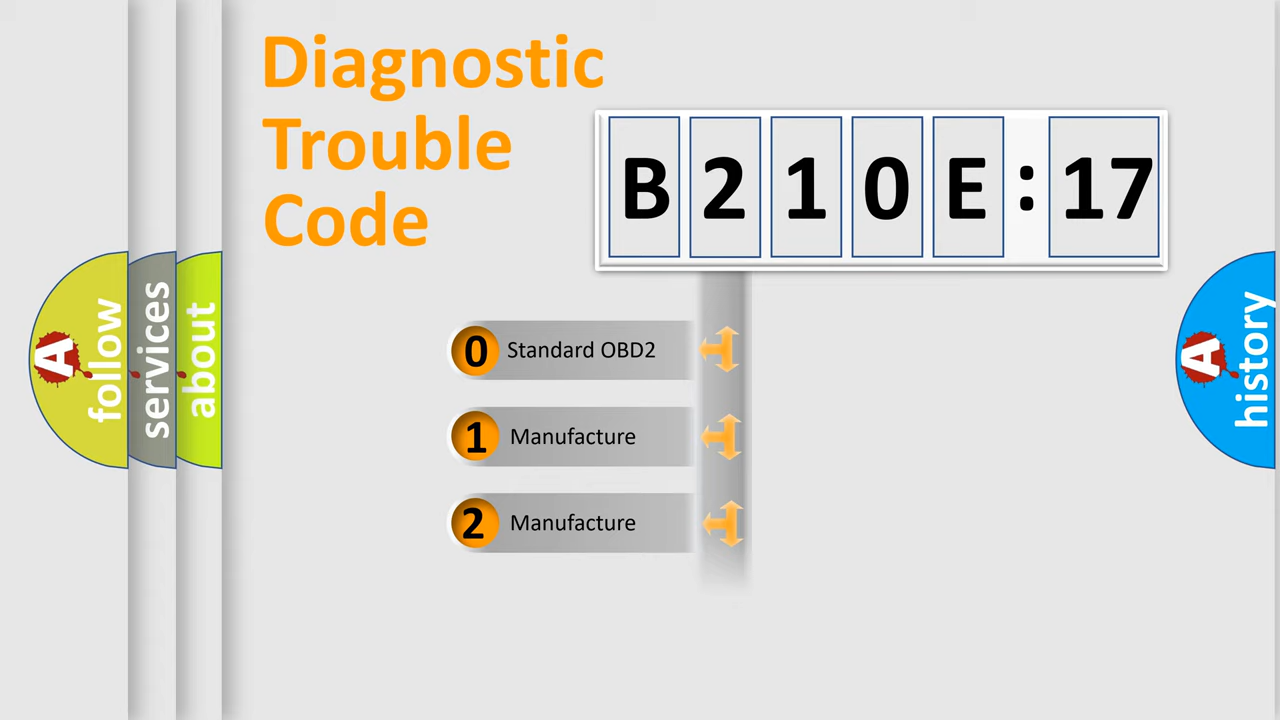 Diagnostic
Trouble
Code
B 2 1 0 E : 17
0 Standard OBD2
1 Manufacture
2 Manufacture
A follow
services
about
A history